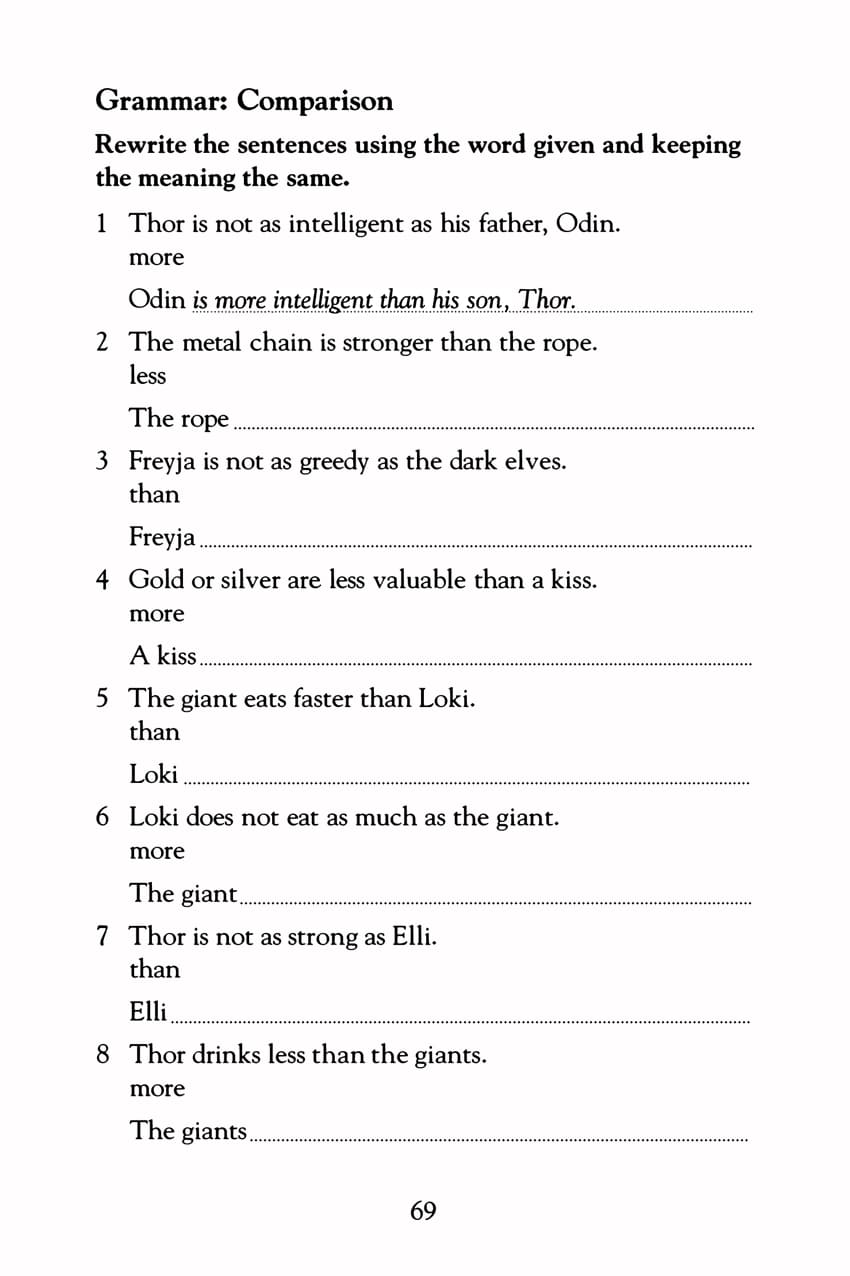 Grammar: Comparison
Rewrite the sentences using the word given and keeping
the meaning the same.
1 Thor is not as intelligent as his father, Odin.
more
Odin is more intelligent than his son, Thor.
2 The metal chain is stronger than the rope.
less
The rope
3 Freyja is not as greedy as the dark elves.
than
Freyja
4 Gold or silver are less valuable than a kiss.
more
A kiss
5 The giant eats faster than Loki.
than
Loki
6 Loki does not eat as much as the giant.
more
The giant
7 Thor is not as strong as Elli.
than
Elli
8 Thor drinks less than the giants.
more
The giants
69